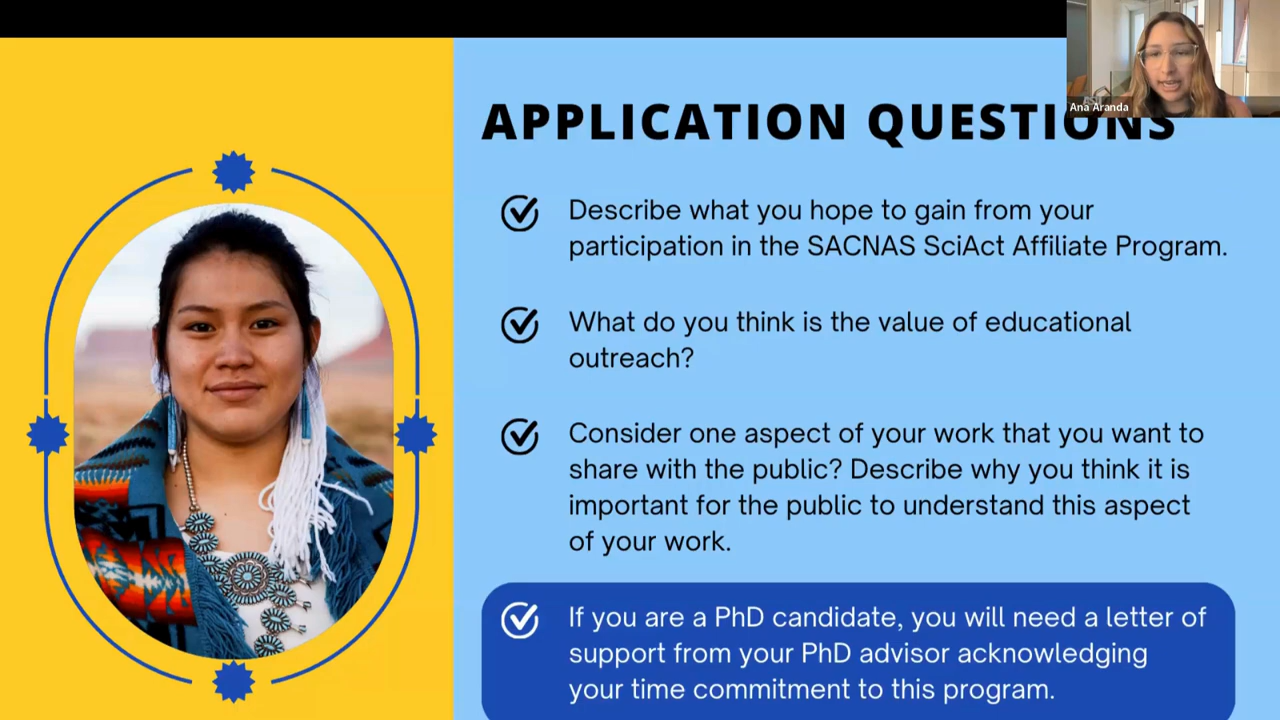 Ana Aranda
APPLICATION QUESTIONS
Describe what you hope to gain from your
participation in the SACNAS SciAct Affiliate Program.
What do you think is the value of educational
outreach?
Consider one aspect of your work that you want to
share with the public? Describe why you think it is
important for the public to understand this aspect
of your work.
If you are a PhD candidate, you will need a letter of
support from your PhD advisor acknowledging
your time commitment to this program.